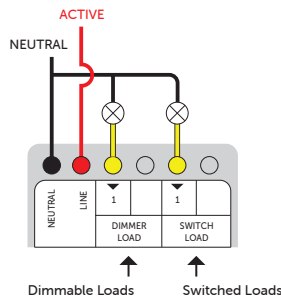 ACTIVE
NEUTRAL
NEUTRAL
LINE
1
1
DIMMER
LOAD
SWITCH
LOAD
Dimmable Loads
Switched Loads